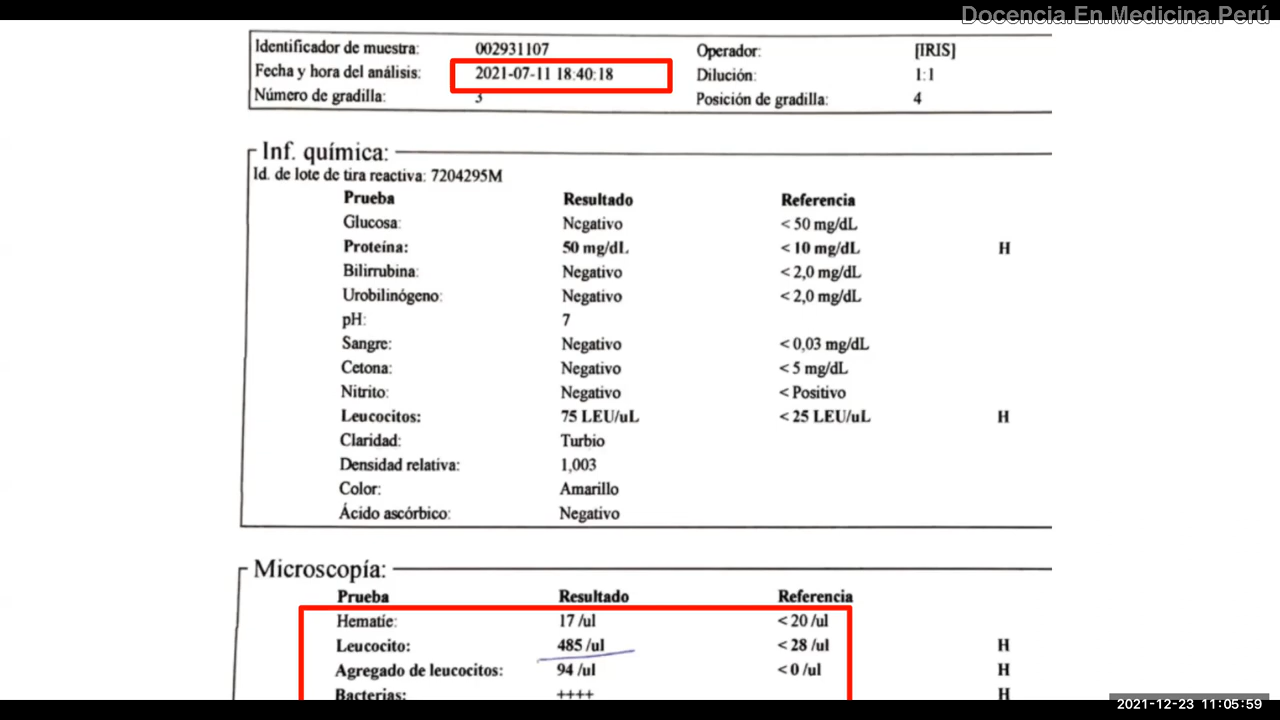 Docencia.En.Medicina.Perú
Identificador de muestra: 002931107 Operador: [IRIS]
Fecha y hora del análisis: 2021-07-11 18:40:18 Dilución: 1:1
Número de gradilla: 3 Posición de gradilla: 4
Inf. química:
Id. de lote de tira reactiva: 7204295M
Prueba Resultado Referencia
Glucosa: Negativo < 50 mg/dL
Proteína: 50 mg/dL < 10 mg/dL H
Bilirrubina: Negativo < 2,0 mg/dL
Urobilinógeno: Negativo < 2,0 mg/dL
pH: 7
Sangre: Negativo < 0,03 mg/dL
Cetona: Negativo < 5 mg/dL
Nitrito: Negativo < Positivo
Leucocitos: 75 LEU/uL < 25 LEU/uL H
Claridad: Turbio
Densidad relativa: 1,003
Color: Amarillo
Ácido ascórbico: Negativo
Microscopía:
Prueba Resultado Referencia
Hematíe: 17 /ul < 20 /ul
Leucocito: 485 /ul < 28 /ul H
Agregado de leucocitos: 94 /ul < 0 /ul H
Bacterias: ++++ H
2021-12-23 11:05:59